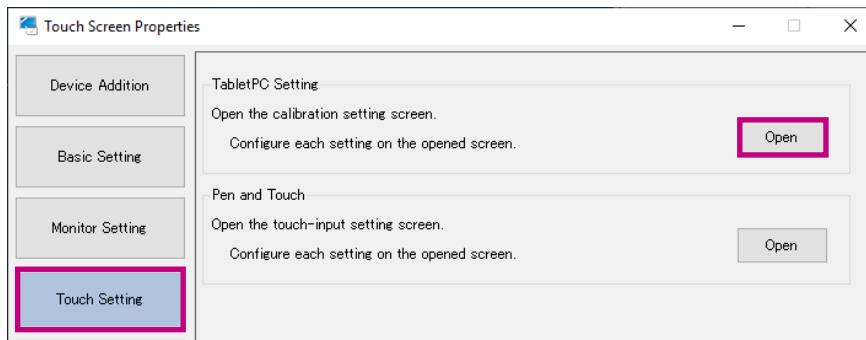 Touch Screen Properties
Device Addition
Basic Setting
Monitor Setting
Touch Setting
TabletPC Setting
Open the calibration setting screen.
Configure each setting on the opened screen.
Open
Pen and Touch
Open the touch-input setting screen.
Configure each setting on the opened screen.
Open